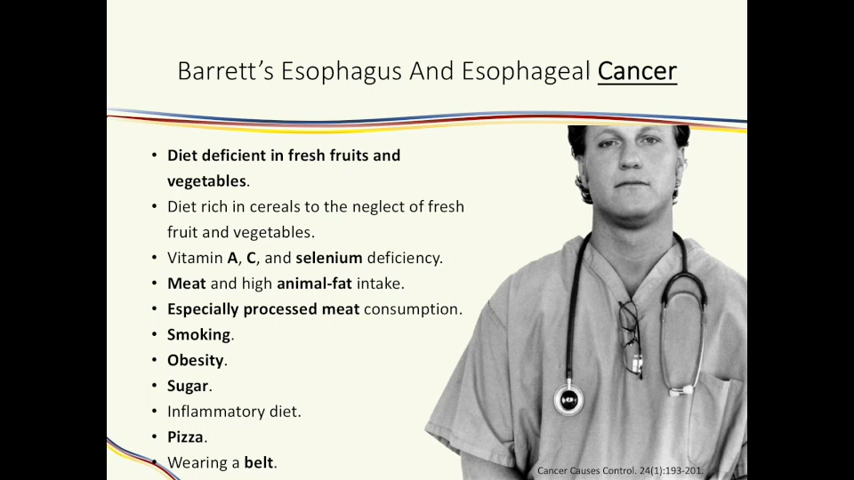 Barrett's Esophagus And Esophageal Cancer
• Diet deficient in fresh fruits and
vegetables.
• Diet rich in cereals to the neglect of fresh
fruit and vegetables.
• Vitamin A, C, and selenium deficiency.
• Meat and high animal-fat intake.
• Especially processed meat consumption.
• Smoking.
• Obesity.
• Sugar.
• Inflammatory diet.
• Pizza.
• Wearing a belt.
Cancer Causes Control. 24(1):193-201.